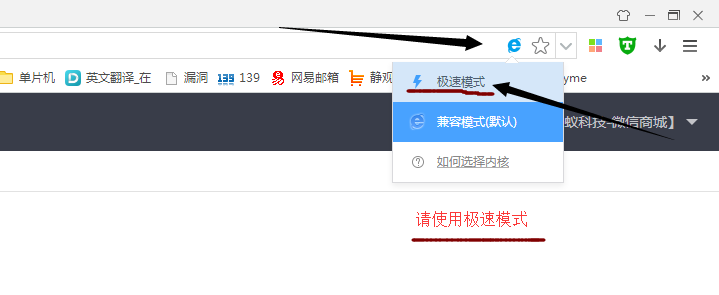 单片机
英文翻译_在
漏洞
139
139
网易邮箱
静观
yme
»
极速模式
兼容模式(默认)
蚁科技-微信商城】
如何选择内核
请使用极速模式